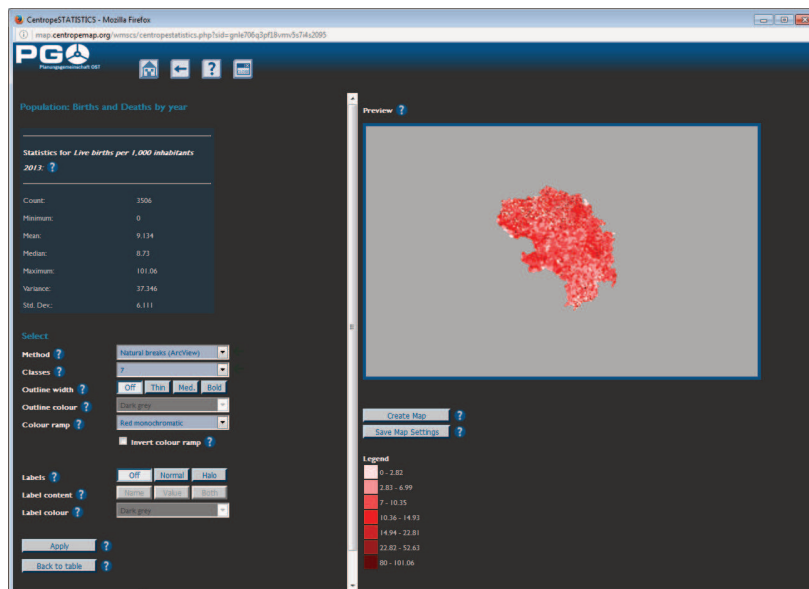 CentropeSTATISTICS - Mozilla Firefox
map.centropemap.org/wmscs/centropestatistics.php?sid=
PGO
Planungsgemeinschaft OST
Population: Births and Deaths by year
Statistics for Live births per 1,000 inhabitants
2013: ?
Count: 3506
Minimum: 0
Mean: 9.134
Median: 8.73
Maximum: 101.06
Variance: 37.346
Std. Dev.: 6.111
Select
Method ? Natural breaks (ArcView)
Classes ? 7
Outline width ? Off Thin Med. Bold
Outline colour ? Dark grey
Colour ramp ? Red monochromatic
Invert colour ramp ?
Labels ? Off Normal Halo
Label content ? Name Value Both
Label colour ? Dark grey
Apply ?
Back to table ?
Preview ?
Create Map ?
Save Map Settings ?
Legend
0 - 2.82
2.83 - 6.99
7 - 10.35
10.36 - 14.93
14.94 - 22.81
22.82 - 52.63
80 - 101.06